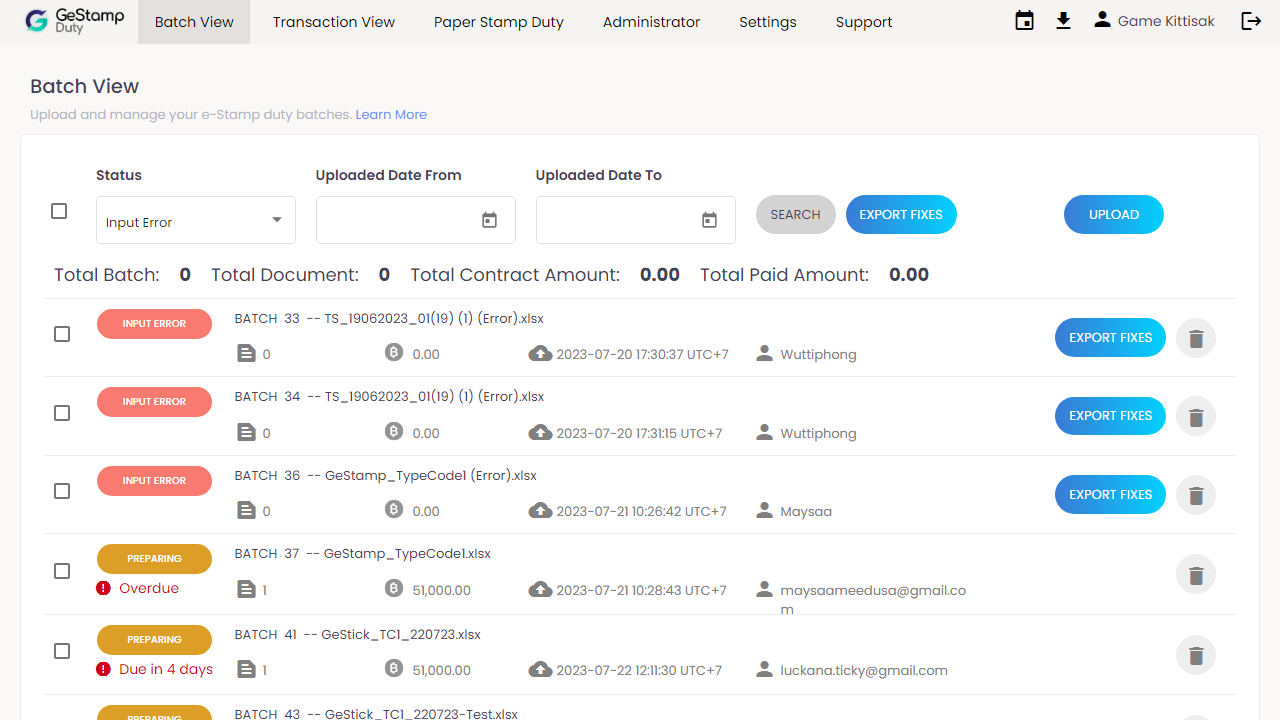 GeStamp
Duty
Batch View
Transaction View
Paper Stamp Duty
Administrator
Settings
Support
Game Kittisak
Batch View
Upload and manage your e-Stamp duty batches. Learn More
Status
Uploaded Date From
Uploaded Date To
Input Error
SEARCH
EXPORT FIXES
UPLOAD
Total Batch: 0 Total Document: 0 Total Contract Amount: 0.00 Total Paid Amount: 0.00
INPUT ERROR
BATCH 33 -- TS_19062023_01(19) (1) (Error).xlsx
0
0.00
2023-07-20 17:30:37 UTC+7
Wuttiphong
EXPORT FIXES
INPUT ERROR
BATCH 34 -- TS_19062023_01(19) (1) (Error).xlsx
0
0.00
2023-07-20 17:31:15 UTC+7
Wuttiphong
EXPORT FIXES
INPUT ERROR
BATCH 36 -- GeStamp_TypeCode1 (Error).xlsx
0
0.00
2023-07-21 10:26:42 UTC+7
Maysaa
EXPORT FIXES
PREPARING
BATCH 37 -- GeStamp_TypeCode1.xlsx
Overdue
1
51,000.00
2023-07-21 10:28:43 UTC+7
maysaameedusa@gmail.co
m
PREPARING
BATCH 41 -- GeStick_TC1_220723.xlsx
Due in 4 days
1
51,000.00
2023-07-22 12:11:30 UTC+7
luckana.ticky@gmail.com
PREPARING
BATCH 43 -- GeStick_TC1_220723-Test.xlsx